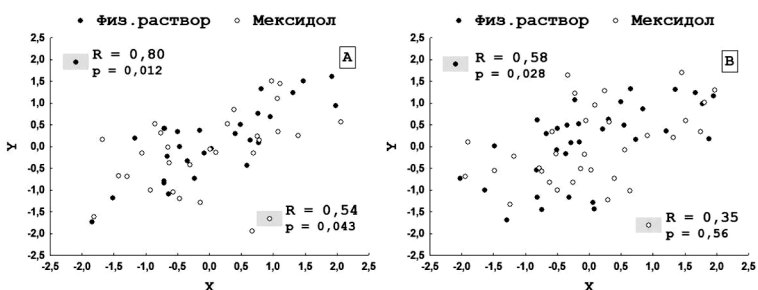 • Физ.раствор ○ Мексидол
R = 0,80
p = 0,012
A
R = 0,54
p = 0,043
Y
2,5
2,0
1,5
1,0
0,5
0,0
-0,5
-1,0
-1,5
-2,0
-2,5
-2,5 -2,0 -1,5 -1,0 -0,5 0,0 0,5 1,0 1,5 2,0 2,5
X
• Физ.раствор ○ Мексидол
R = 0,58
p = 0,028
B
R = 0,35
p = 0,56
Y
2,5
2,0
1,5
1,0
0,5
0,0
-0,5
-1,0
-1,5
-2,0
-2,5
-2,5 -2,0 -1,5 -1,0 -0,5 0,0 0,5 1,0 1,5 2,0 2,5
X